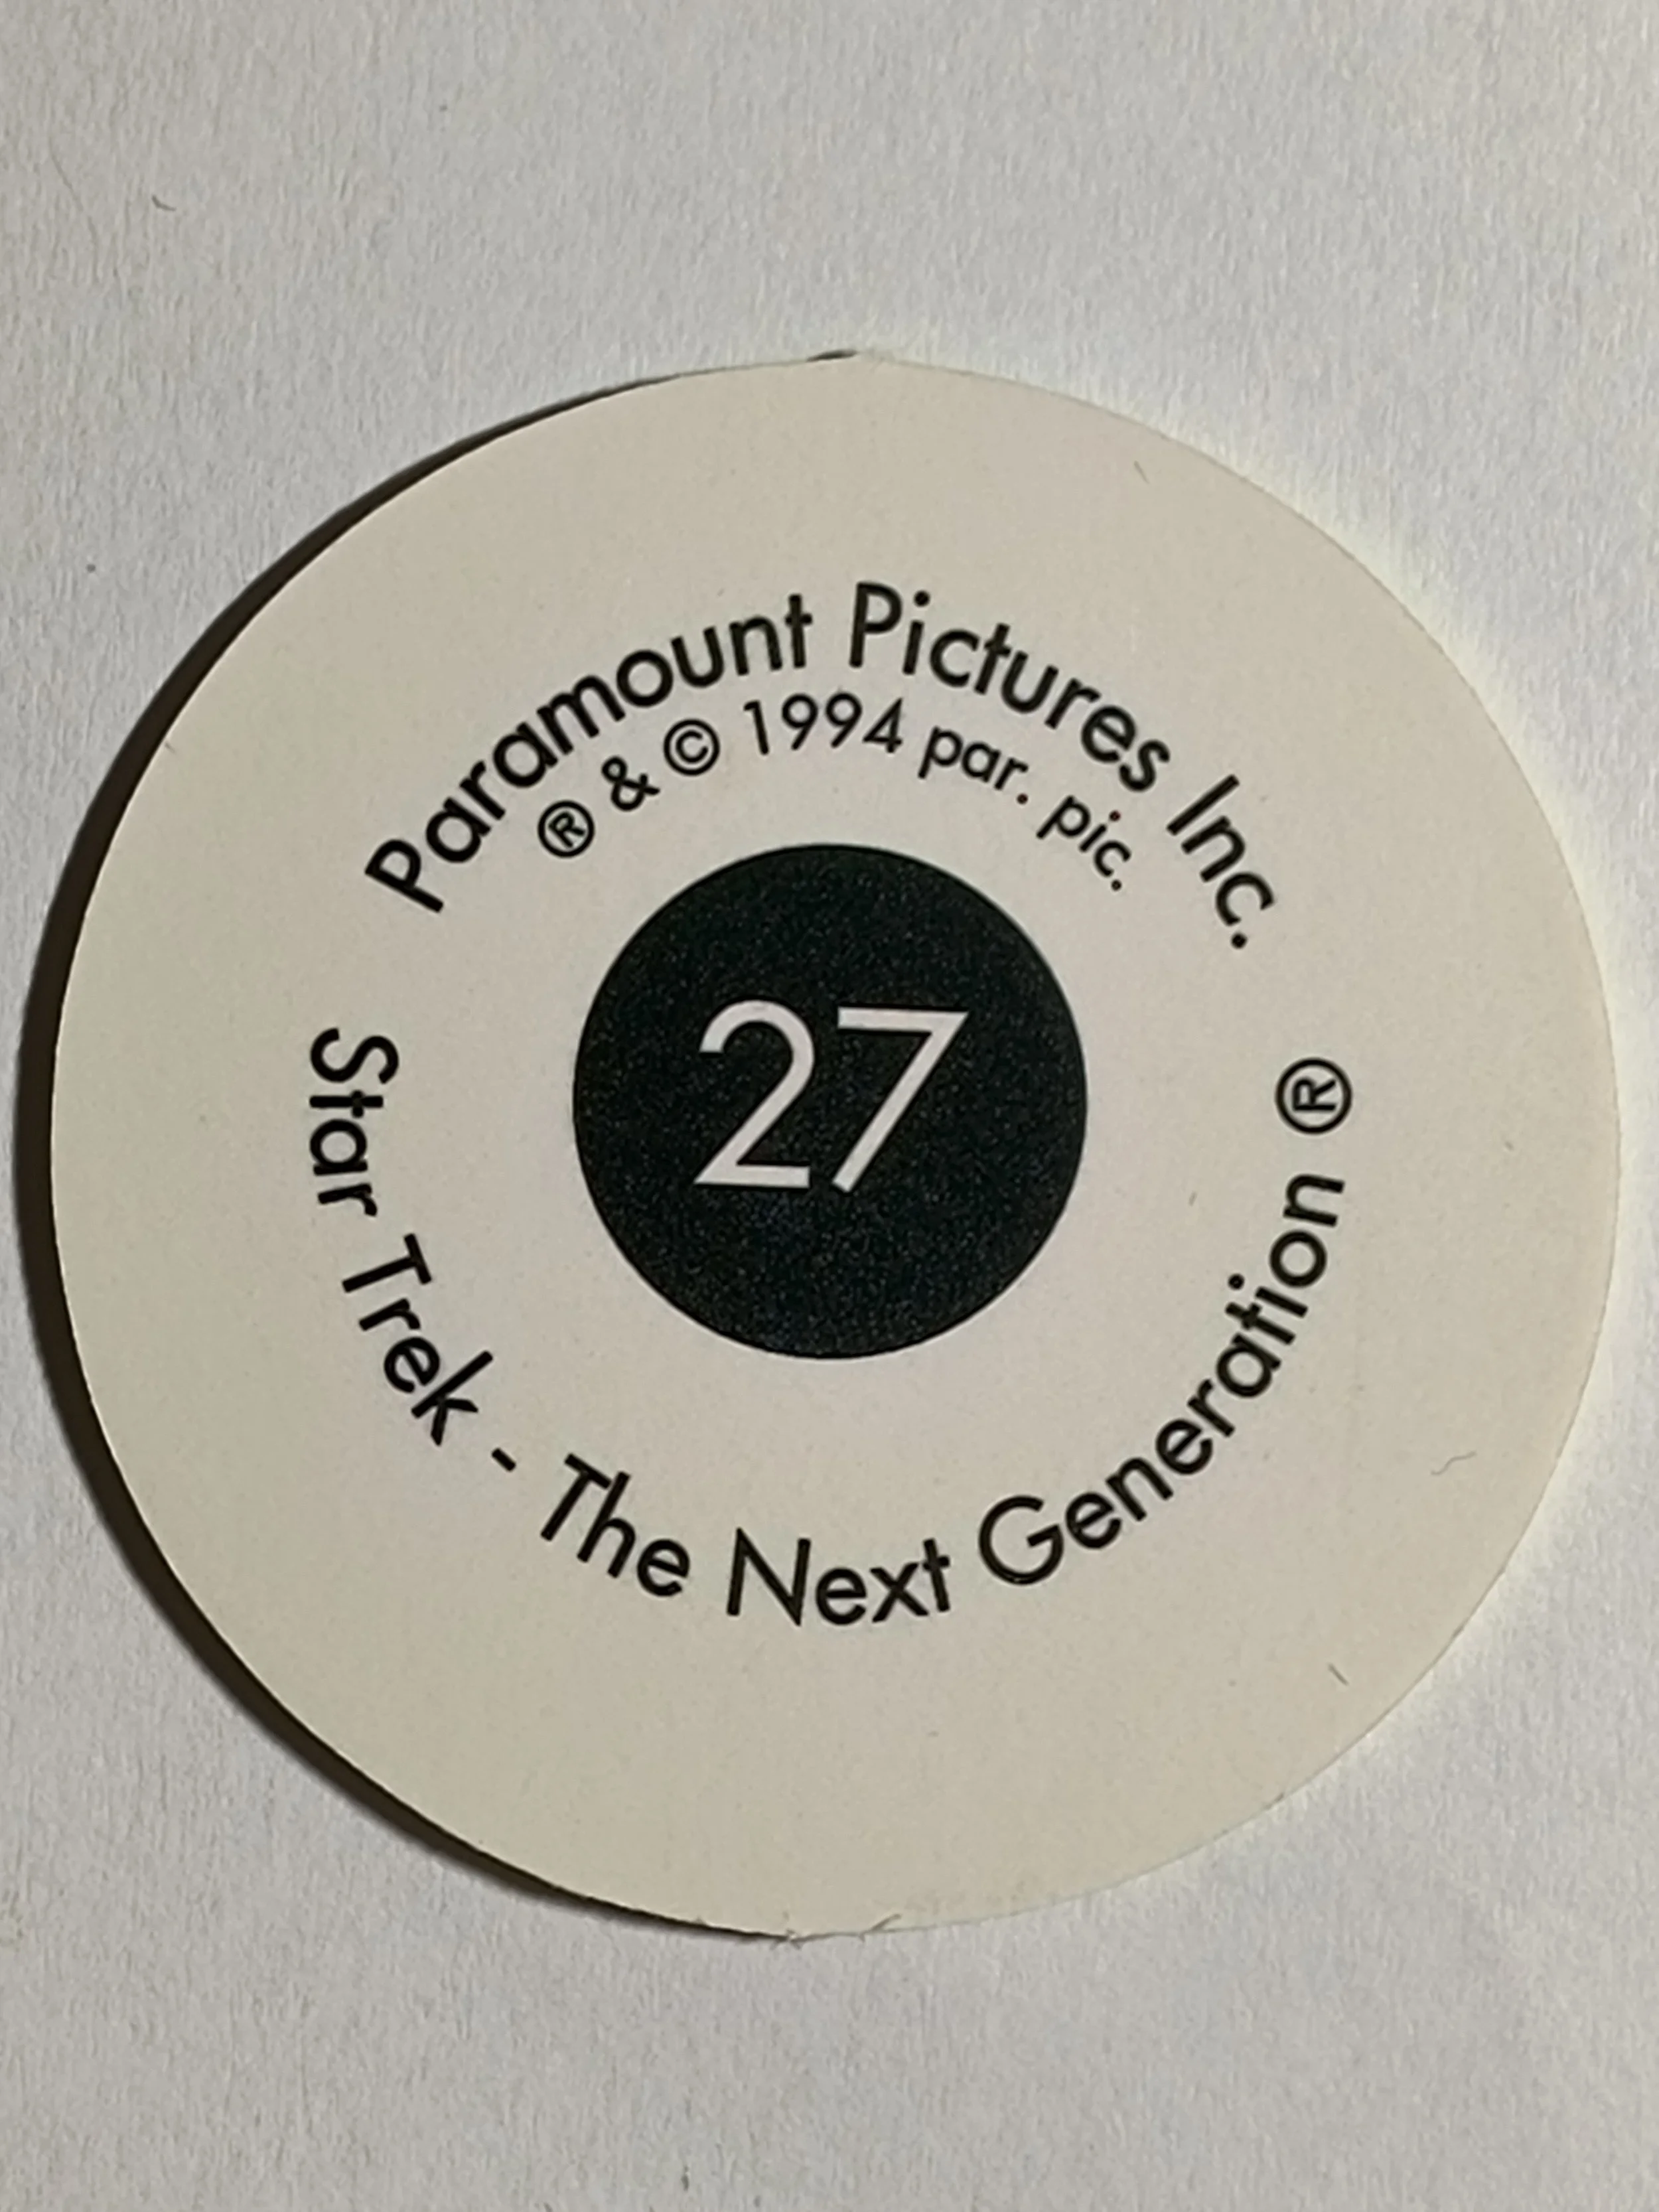 Paramount Pictures Inc.
® & © 1994 par. pic.
27
Star Trek - The Next Generation ®